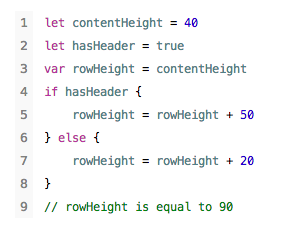 1 let contentHeight = 40
2 let hasHeader = true
3 var rowHeight = contentHeight
4 if hasHeader {
5     rowHeight = rowHeight + 50
6 } else {
7     rowHeight = rowHeight + 20
8 }
9 // rowHeight is equal to 90